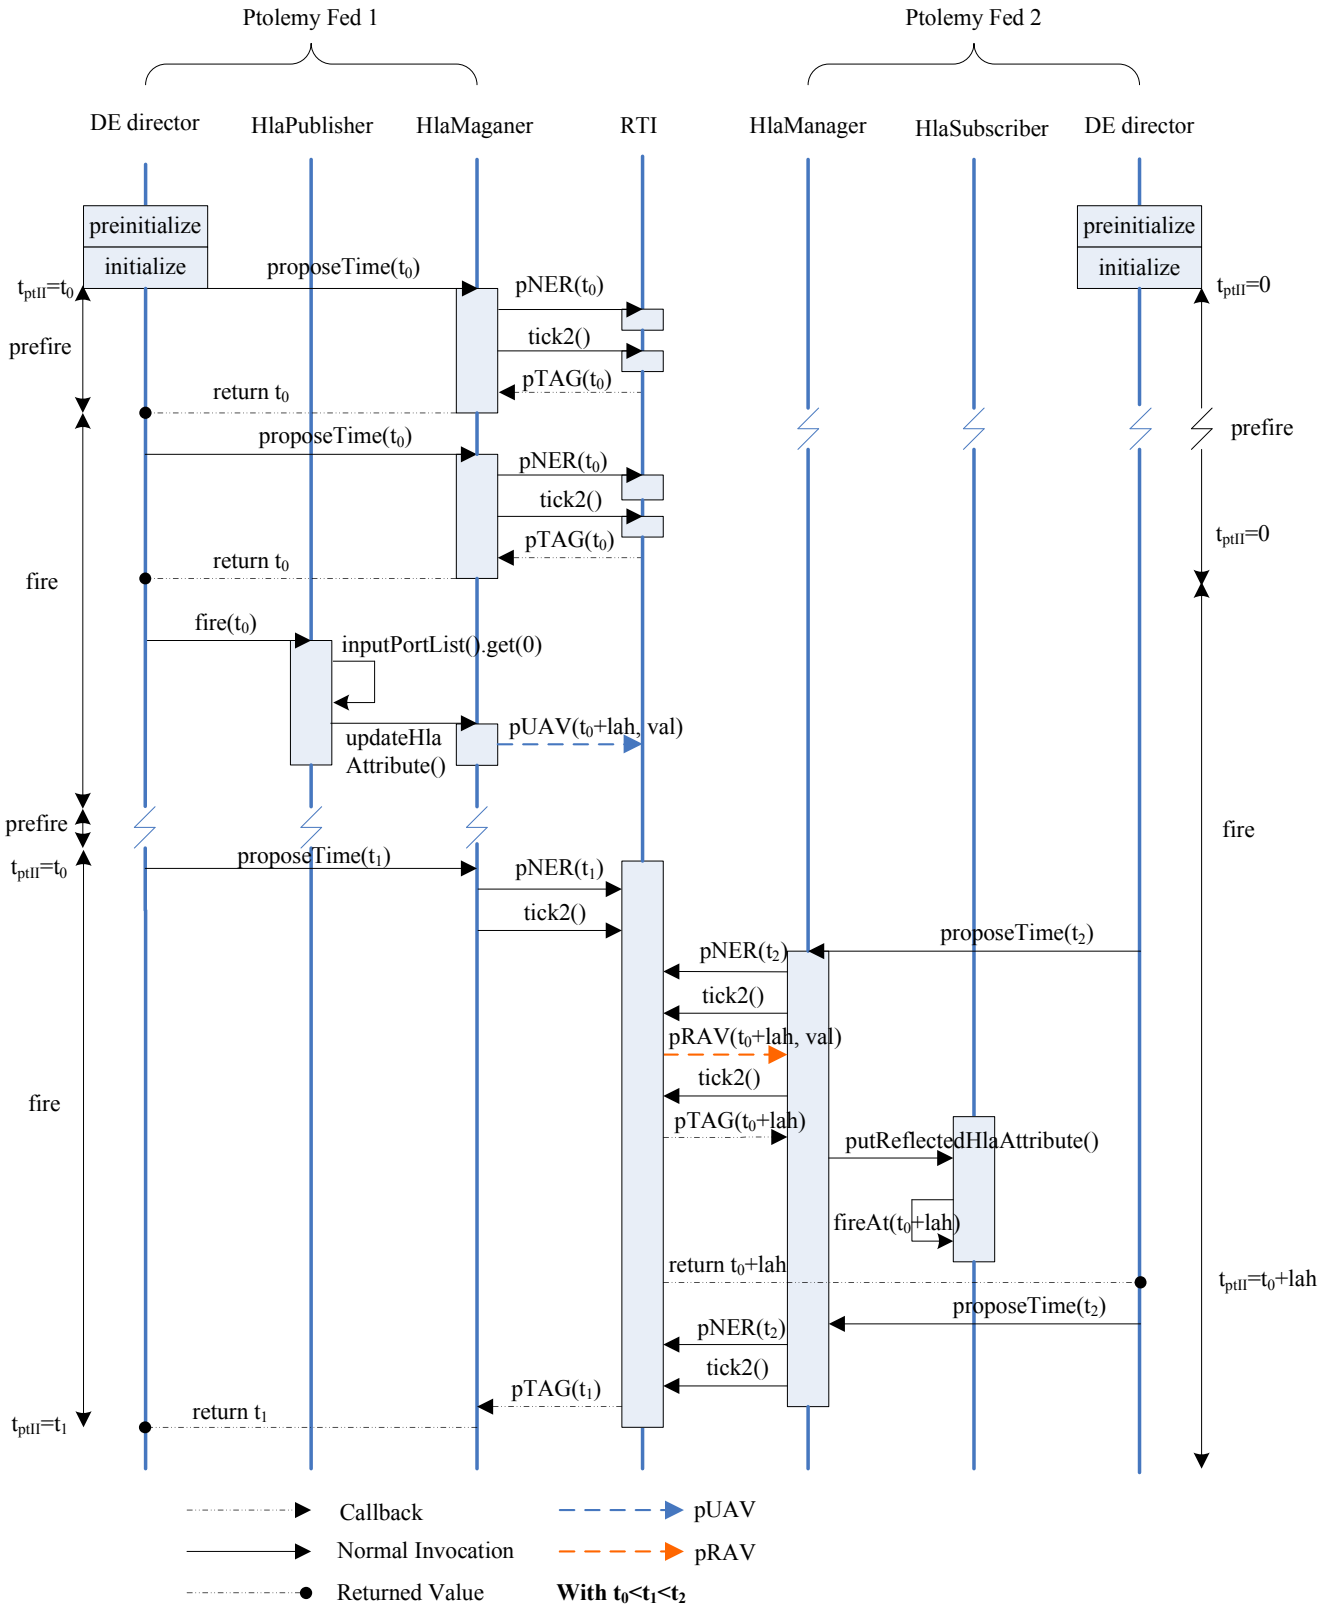 Ptolemy Fed 1
Ptolemy Fed 2
DE director
HlaPublisher
HlaMaganer
RTI
HlaManager
HlaSubscriber
DE director
preinitialize
preinitialize
initialize
initialize
proposeTime(t0)
tptII=t0
tptII=0
pNER(t0)
tick2()
prefire
pTAG(t0)
return t0
proposeTime(t0)
prefire
pNER(t0)
tick2()
tptII=0
pTAG(t0)
return t0
fire
fire(t0)
inputPortList().get(0)
pUAV(t0+lah, val)
updateHla
Attribute()
prefire
fire
proposeTime(t1)
tptII=t0
pNER(t1)
tick2()
proposeTime(t2)
pNER(t2)
tick2()
pRAV(t0+lah, val)
tick2()
fire
pTAG(t0+lah)
putReflectedHlaAttribute()
fireAt(t0+lah)
return t0+lah
tptII=t0+lah
proposeTime(t2)
pNER(t2)
tick2()
pTAG(t1)
return t1
tptII=t1
Callback
pUAV
Normal Invocation
pRAV
Returned Value
With t0<t1<t2